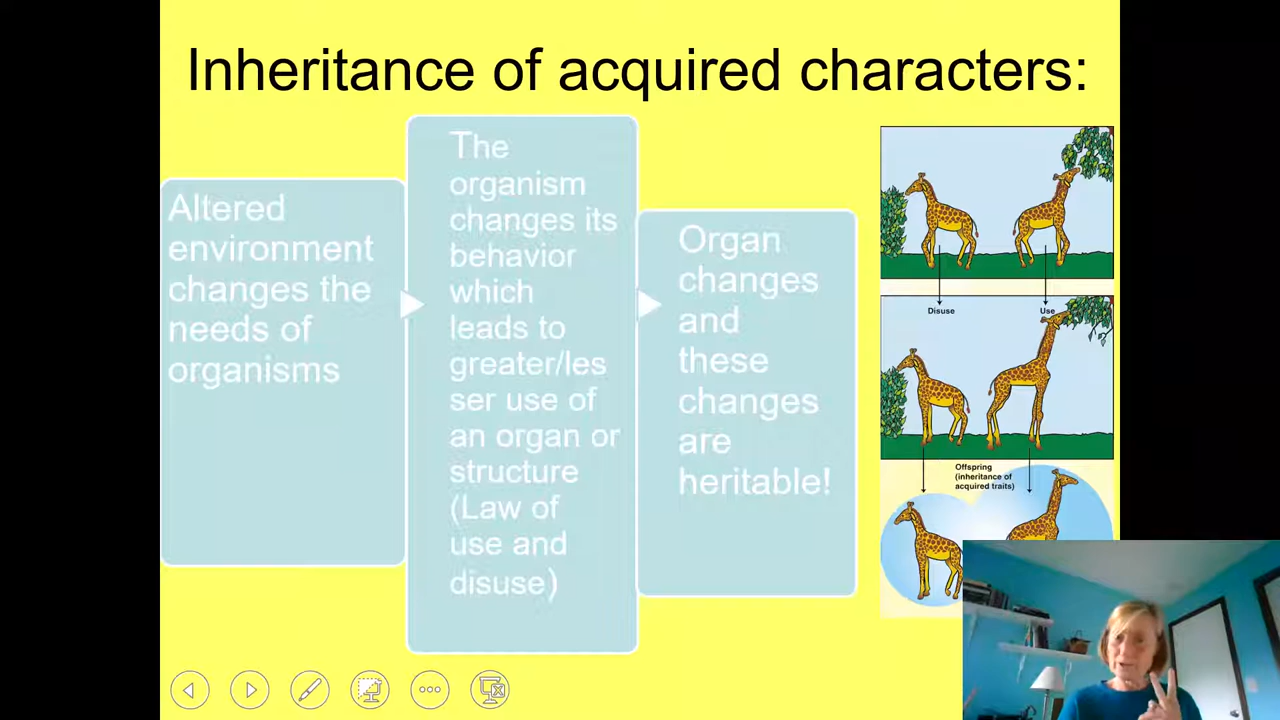 Inheritance of acquired characters:
Altered
environment
changes the
needs of
organisms
The
organism
changes its
behavior
which
leads to
greater/les
ser use of
an organ or
structure
(Law of
use and
disuse)
Organ
changes
and
these
changes
are
heritable!
Disuse
Use
Offspring
(inheritance of
acquired traits)